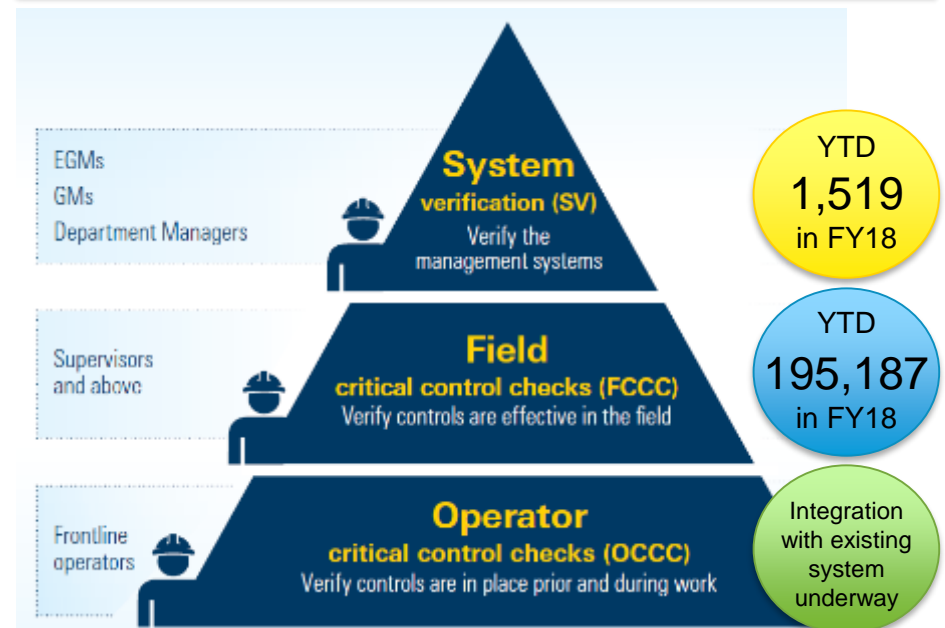 EGMs
GMs
Department Managers
System
verification (SV)
Verify the
management systems
YTD
1,519
in FY18
Supervisors
and above
Field
critical control checks (FCCC)
Verify controls are effective in the field
YTD
195,187
in FY18
Frontline
operators
Operator
critical control checks (OCCC)
Verify controls are in place prior and during work
Integration
with existing
system
underway